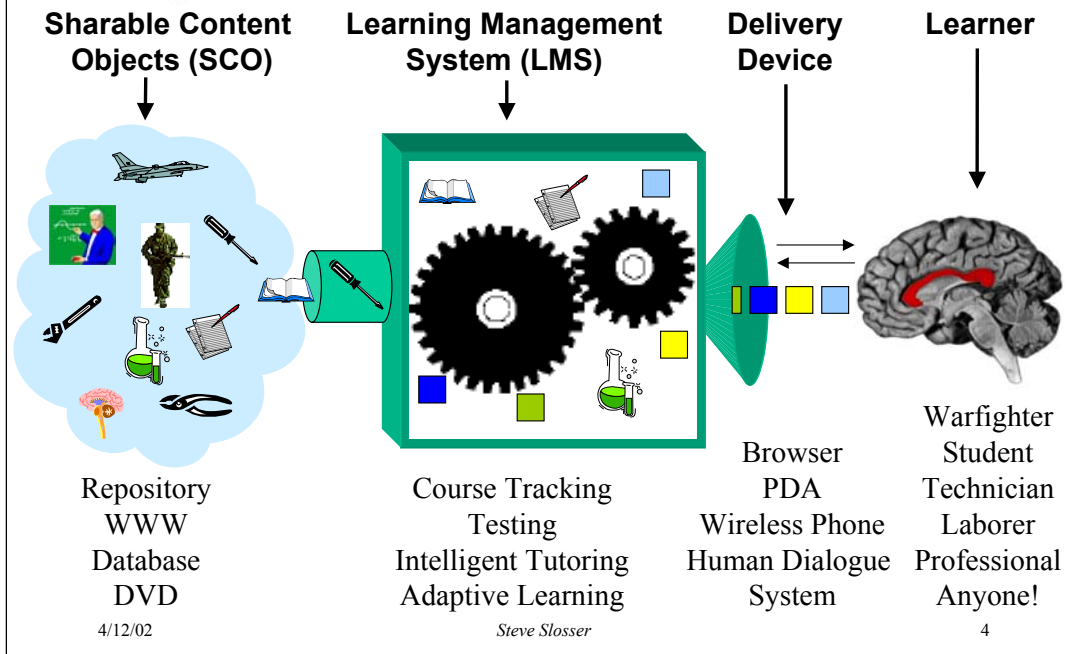 Sharable Content
Objects (SCO)
Learning Management
System (LMS)
Delivery
Device
Learner
Repository
WWW
Database
DVD
Course Tracking
Testing
Intelligent Tutoring
Adaptive Learning
Browser
PDA
Wireless Phone
Human Dialogue
System
Warfighter
Student
Technician
Laborer
Professional
Anyone!
4/12/02
Steve Slosser
4